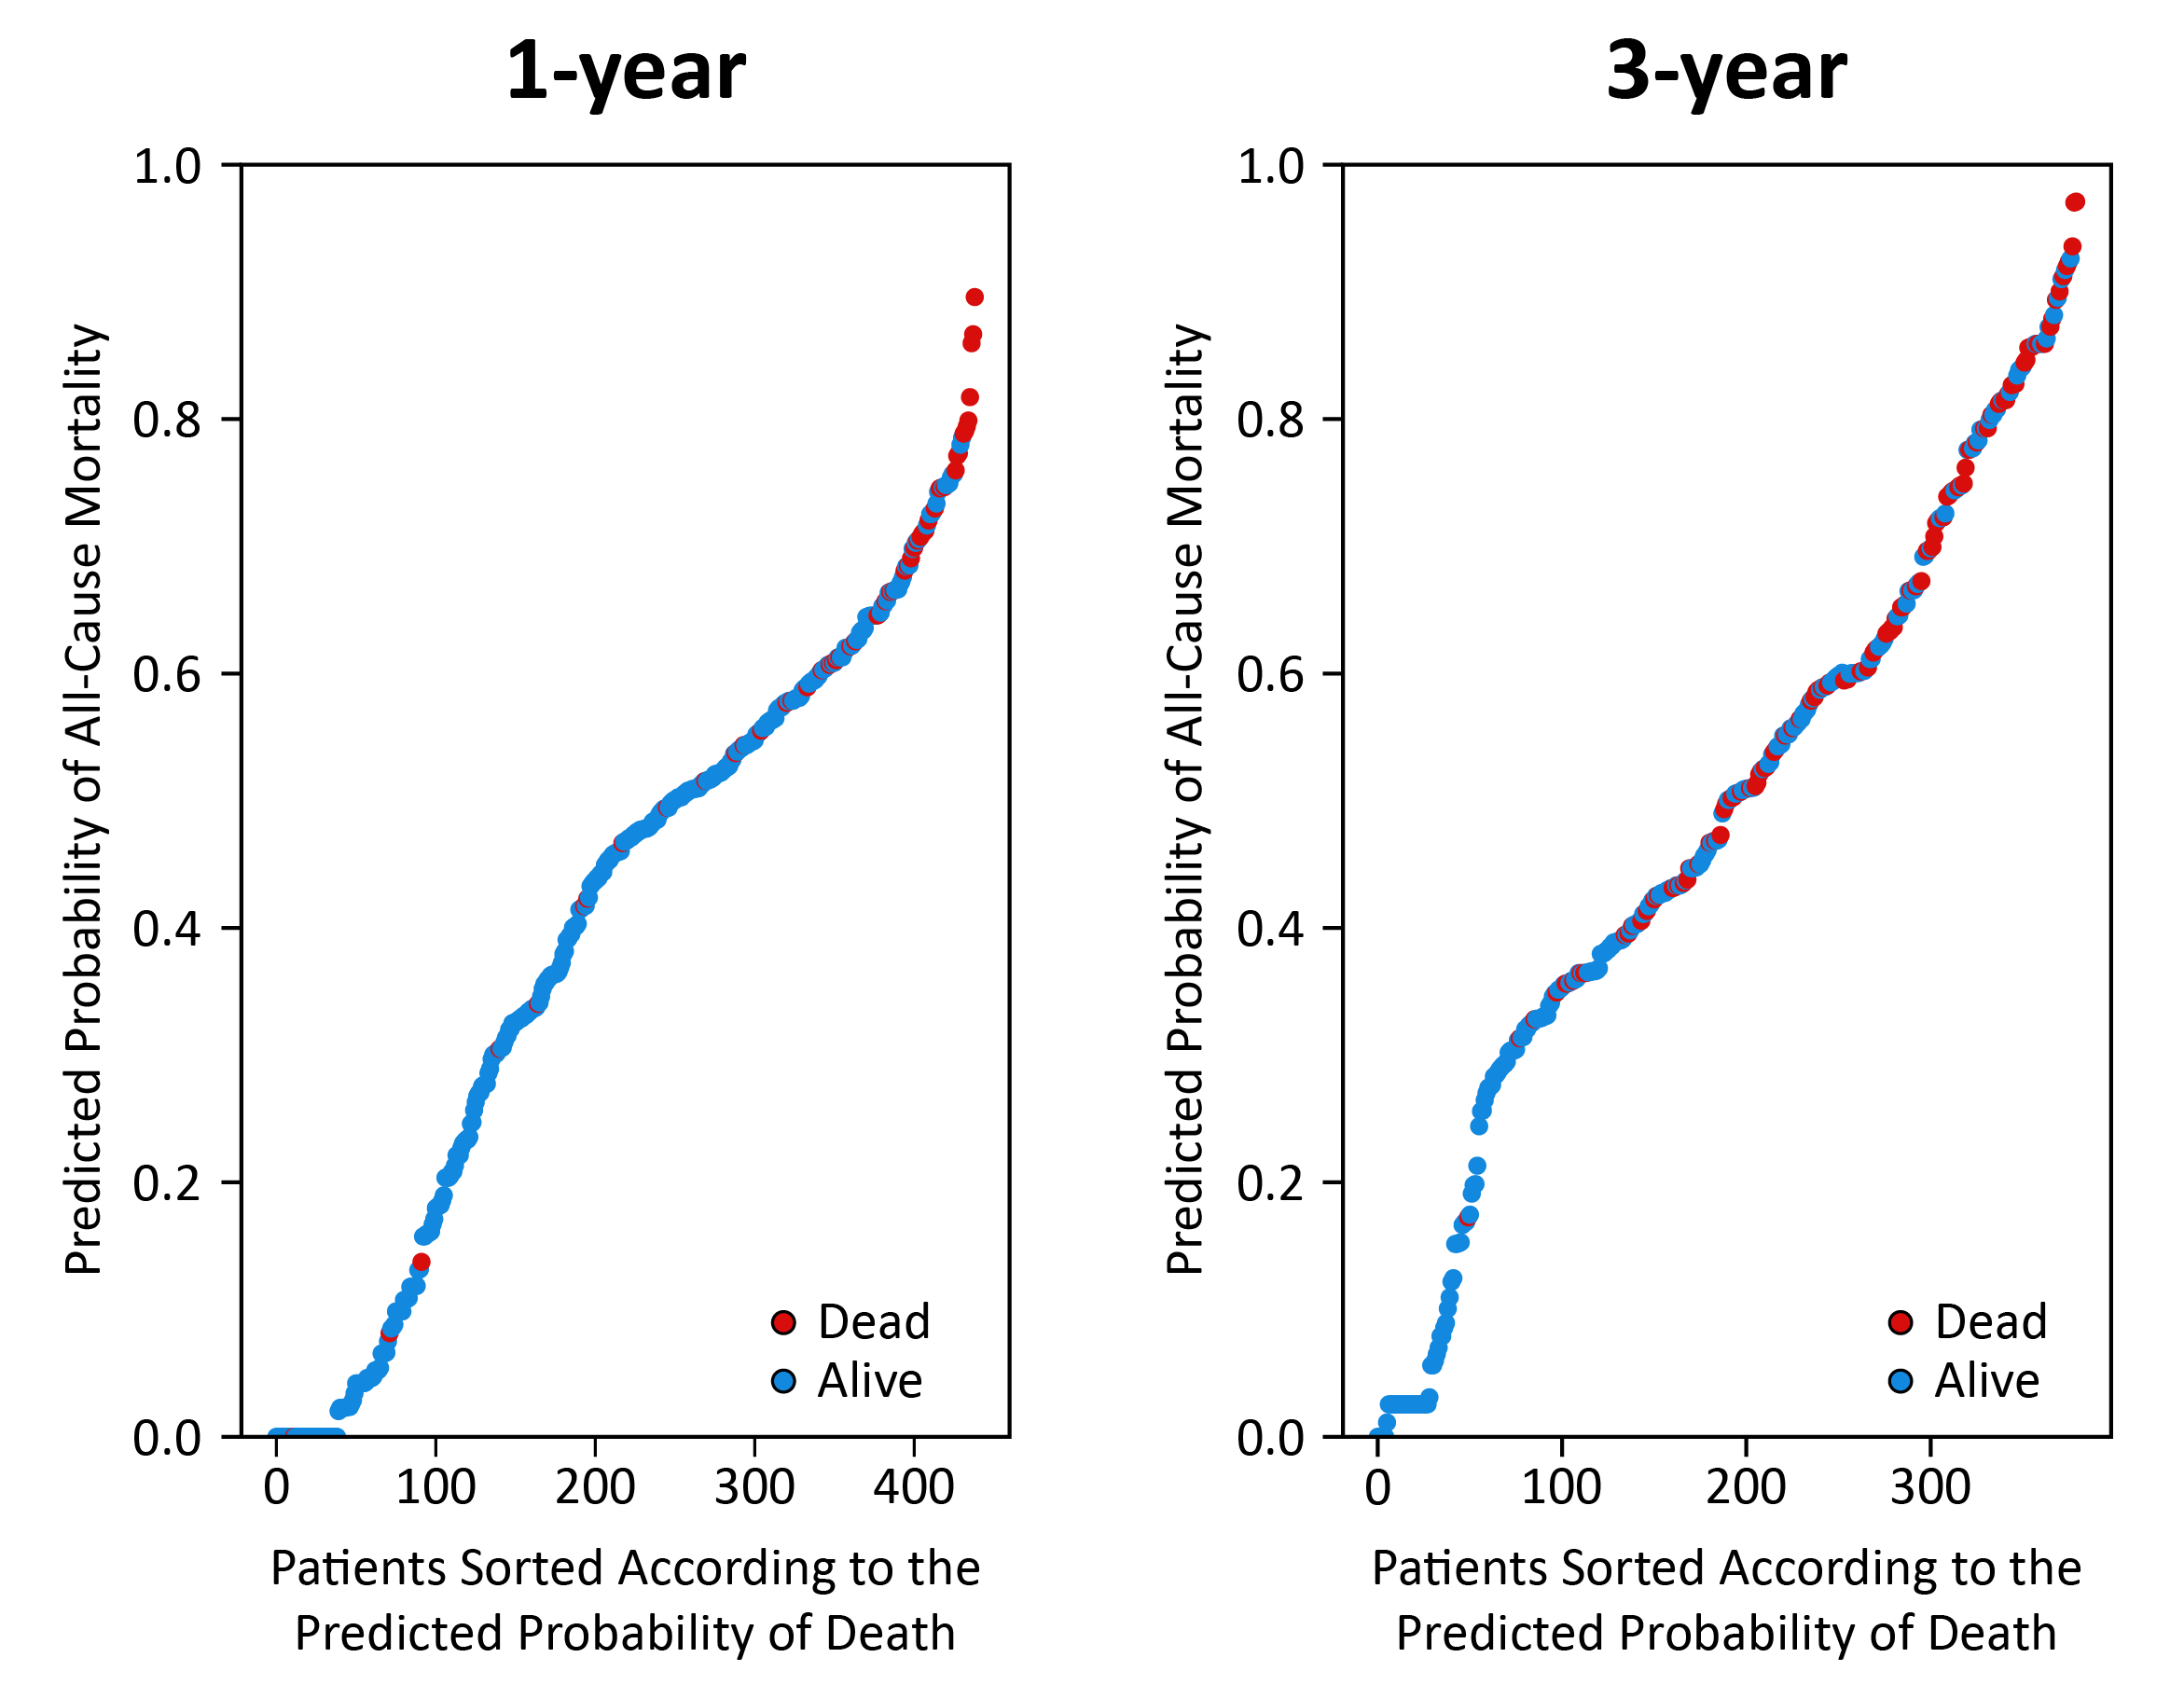 1-year
Predicted Probability of All-Cause Mortality
1.0
0.8
0.6
0.4
0.2
0.0
0 100 200 300 400
Dead
Alive
Patients Sorted According to the
Predicted Probability of Death
3-year
Predicted Probability of All-Cause Mortality
1.0
0.8
0.6
0.4
0.2
0.0
0 100 200 300
Dead
Alive
Patients Sorted According to the
Predicted Probability of Death